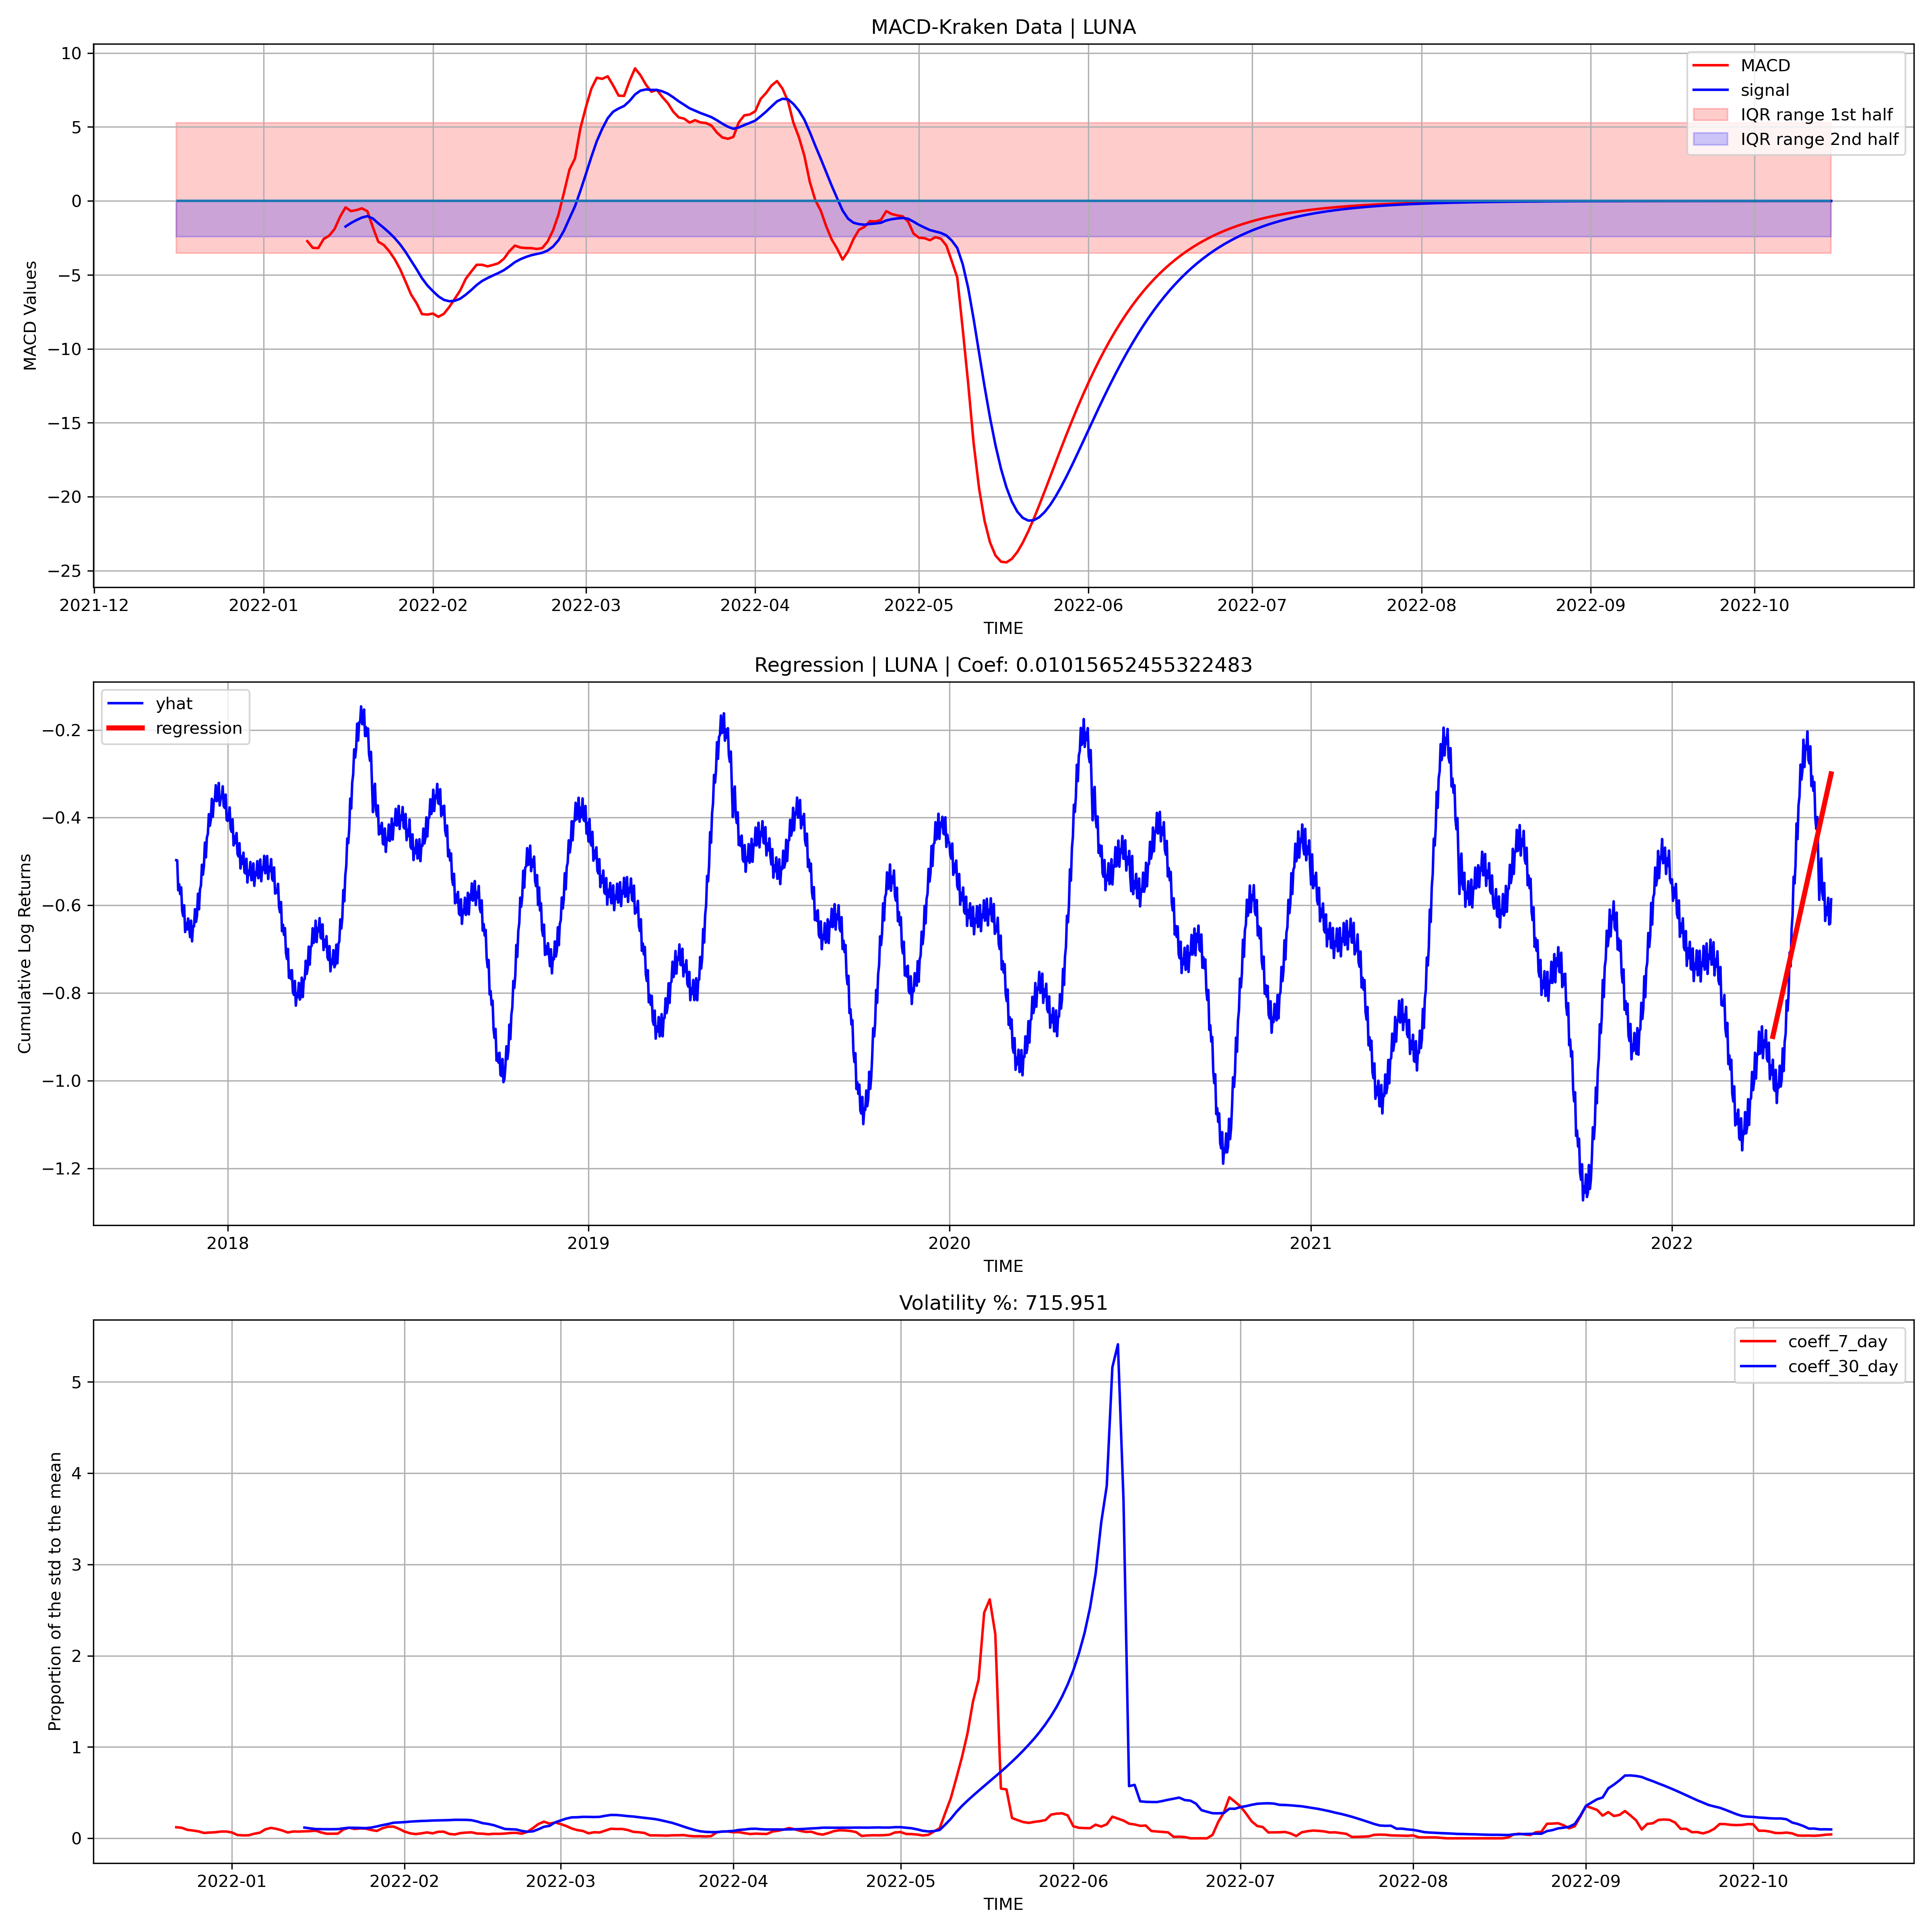 MACD-Kraken Data | LUNA
MACD
signal
IQR range 1st half
IQR range 2nd half
10
5
0
−5
−10
−15
−20
−25
MACD Values
2021-12 2022-01 2022-02 2022-03 2022-04 2022-05 2022-06 2022-07 2022-08 2022-09 2022-10
TIME
Regression | LUNA | Coef: 0.01015652455322483
yhat
regression
−0.2
−0.4
−0.6
−0.8
−1.0
−1.2
Cumulative Log Returns
2018 2019 2020 2021 2022
TIME
Volatility %: 715.951
coeff_7_day
coeff_30_day
5
4
3
2
1
0
Proportion of the std to the mean
2022-01 2022-02 2022-03 2022-04 2022-05 2022-06 2022-07 2022-08 2022-09 2022-10
TIME